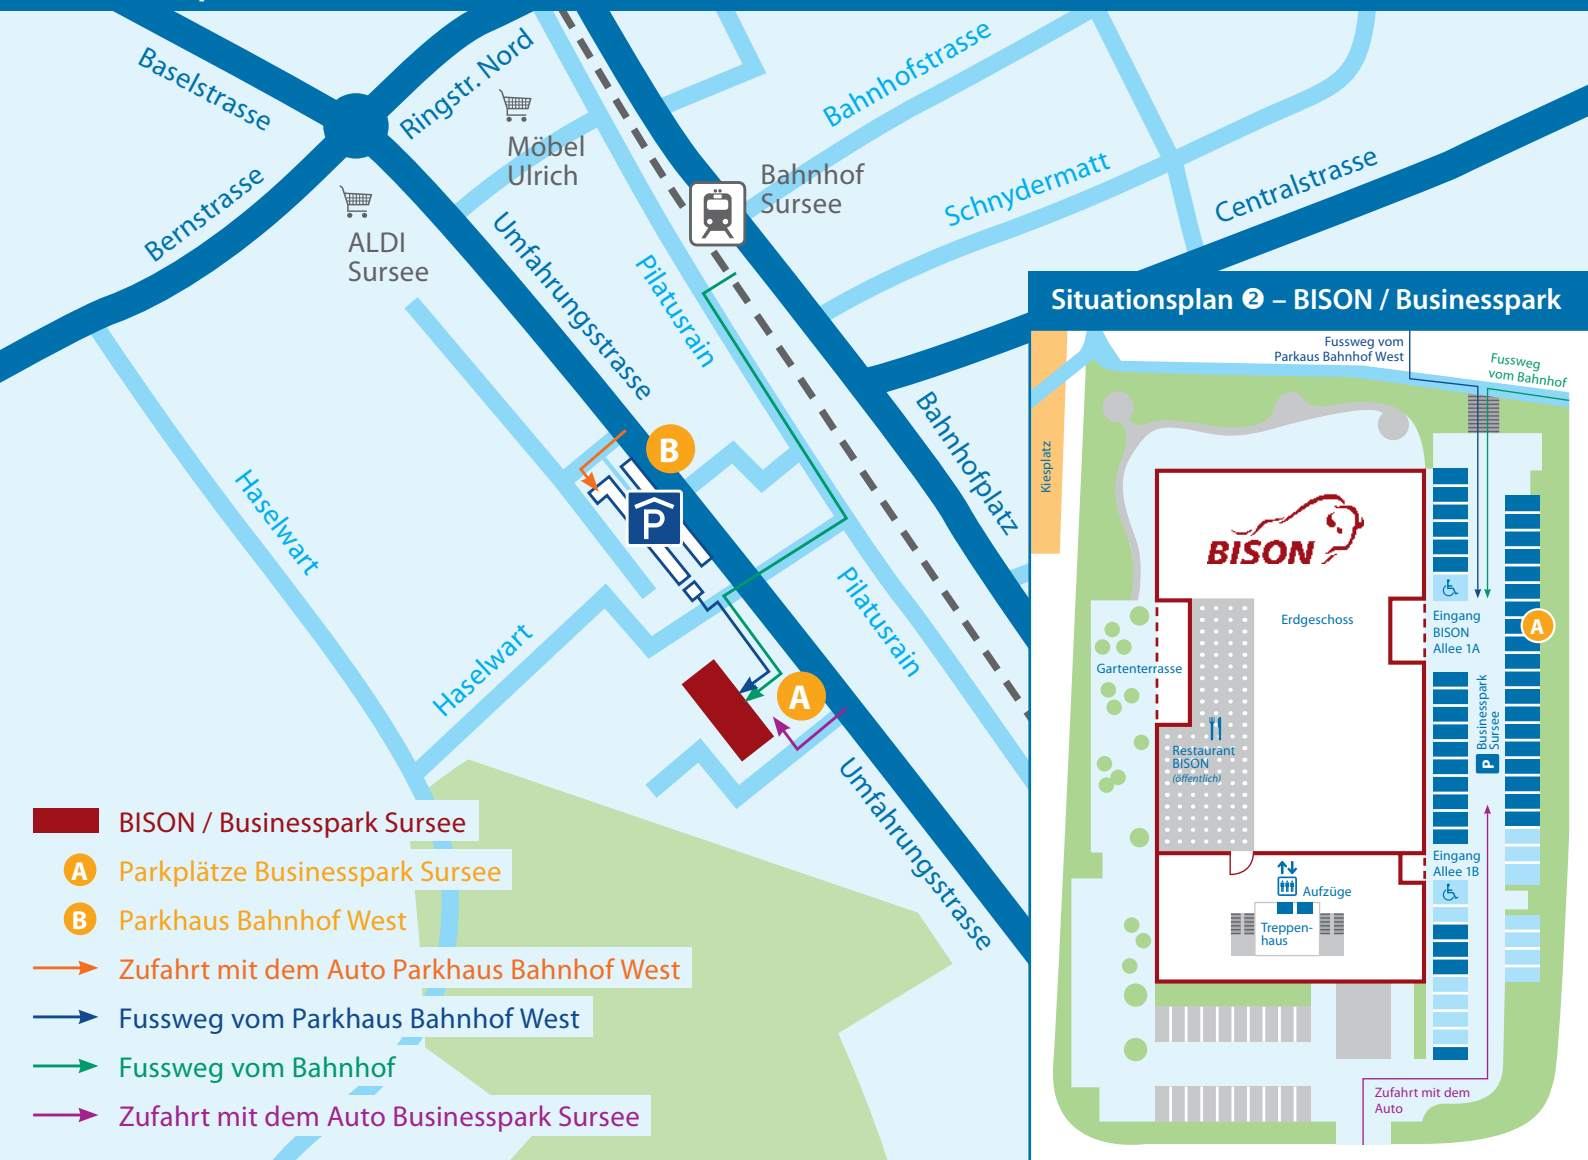 Baselstrasse
Ringstr. Nord
Bernstrasse
Möbel
Ulrich
ALDI
Sursee
Bahnhof
Sursee
Bahnhofstrasse
Schnydermatt
Centralstrasse
Umfahrungsstrasse
Pilatusrain
Bahnhofplatz
Haselwart
B
P
Pilatusrain
Haselwart
A
Umfahrungsstrasse
BISON / Businesspark Sursee
A Parkplätze Businesspark Sursee
B Parkhaus Bahnhof West
Zufahrt mit dem Auto Parkhaus Bahnhof West
Fussweg vom Parkhaus Bahnhof West
Fussweg vom Bahnhof
Zufahrt mit dem Auto Businesspark Sursee
Situationsplan ❷ – BISON / Businesspark
Fussweg vom
Parkaus Bahnhof West
Fussweg
vom Bahnhof
Kiesplatz
BISON
Erdgeschoss
Eingang
BISON
Allee 1A
A
Gartenterrasse
Restaurant
BISON
(öffentlich)
P Businesspark
Sursee
Eingang
Allee 1B
Aufzüge
Treppen-
haus
Zufahrt mit dem
Auto